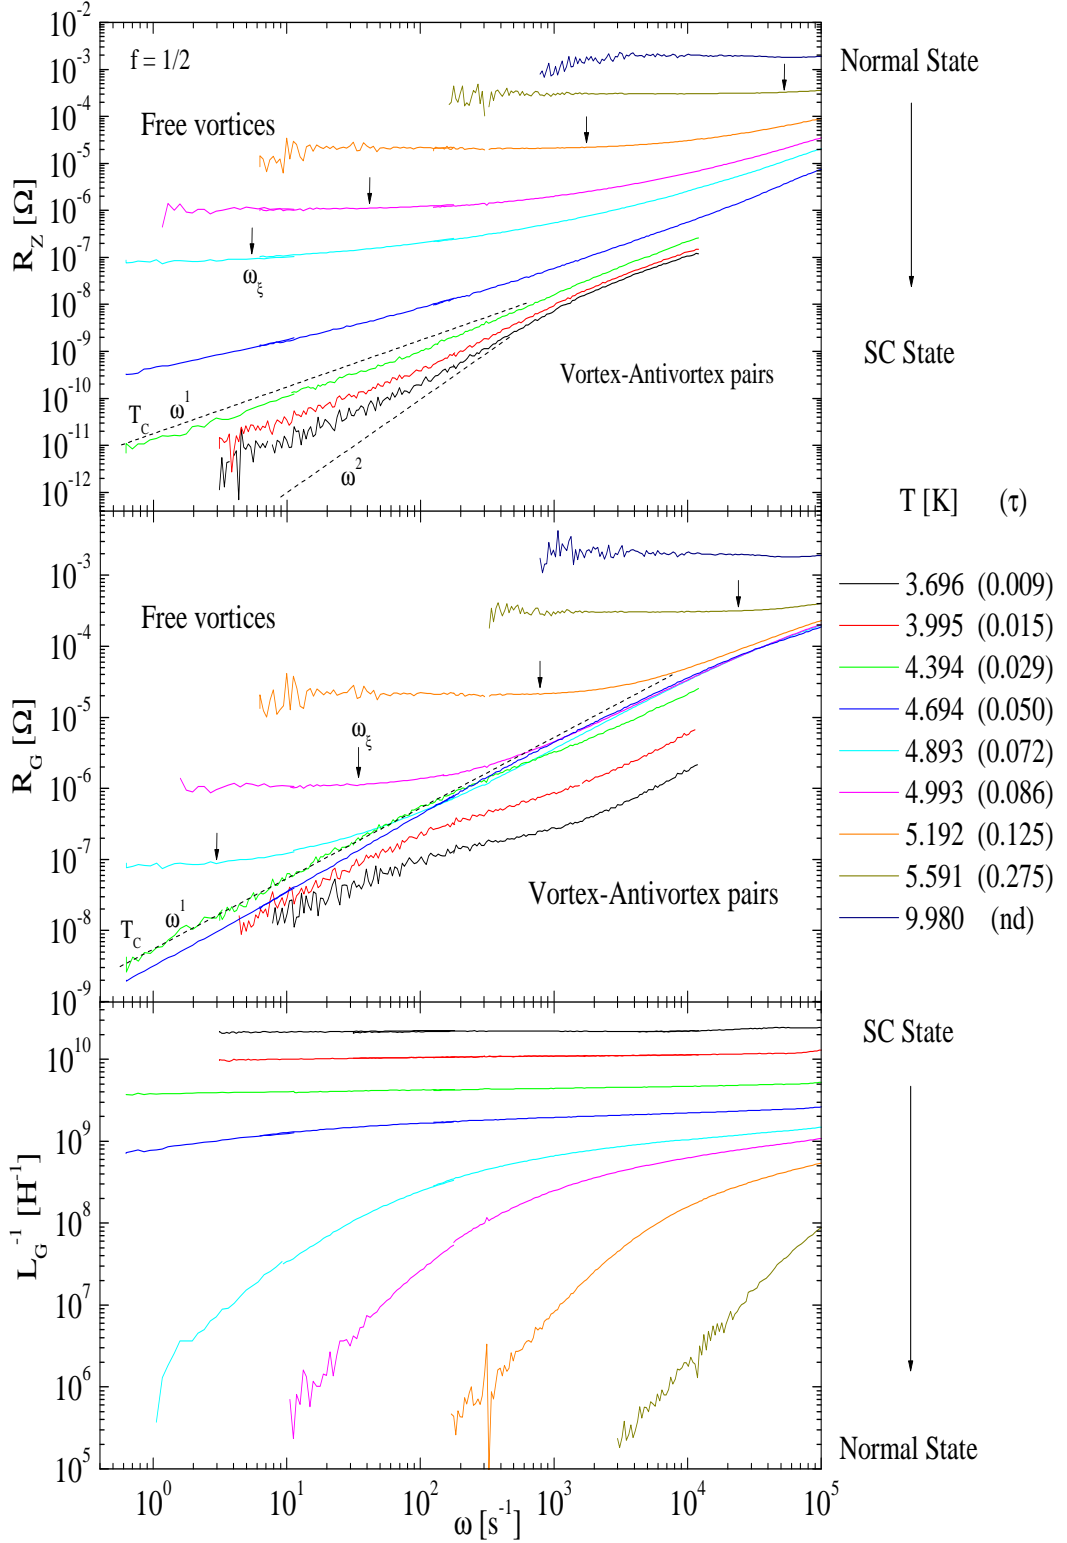 f = 1/2
Free vortices
ω_ξ
T_C
ω^1
ω^2
Vortex-Antivortex pairs
R_Z [Ω]
10^-2
10^-3
10^-4
10^-5
10^-6
10^-7
10^-8
10^-9
10^-10
10^-11
10^-12
Normal State
SC State
Free vortices
ω_ξ
T_C
ω^1
Vortex-Antivortex pairs
R_G [Ω]
10^-3
10^-4
10^-5
10^-6
10^-7
10^-8
10^-9
T [K] (τ)
3.696 (0.009)
3.995 (0.015)
4.394 (0.029)
4.694 (0.050)
4.893 (0.072)
4.993 (0.086)
5.192 (0.125)
5.591 (0.275)
9.980 (nd)
L_G^-1 [H^-1]
10^10
10^9
10^8
10^7
10^6
10^5
SC State
Normal State
10^0 10^1 10^2 10^3 10^4 10^5
ω [s^-1]